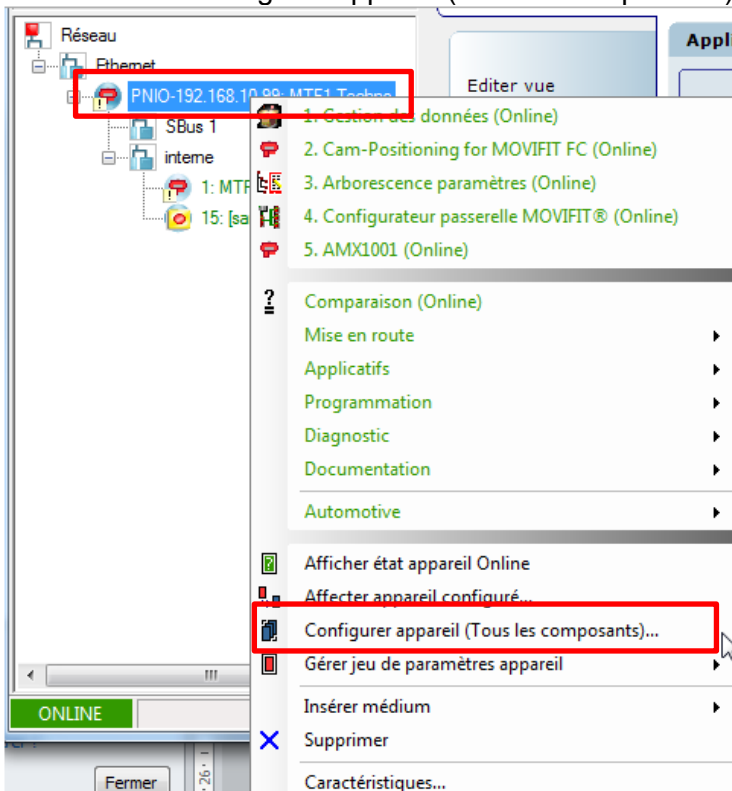 Réseau
Ethernet
PNIO-192.168.10.99: MTF1 Techno
SBus 1
interne
1: MTF
15: [sa
Editer vue
Appli
1. Gestion des données (Online)
2. Cam-Positioning for MOVIFIT FC (Online)
3. Arborescence paramètres (Online)
4. Configurateur passerelle MOVIFIT® (Online)
5. AMX1001 (Online)
Comparaison (Online)
Mise en route
Applicatifs
Programmation
Diagnostic
Documentation
Automotive
Afficher état appareil Online
Affecter appareil configuré...
Configurer appareil (Tous les composants)...
Gérer jeu de paramètres appareil
Insérer médium
Supprimer
Caractéristiques...
ONLINE
Fermer
26